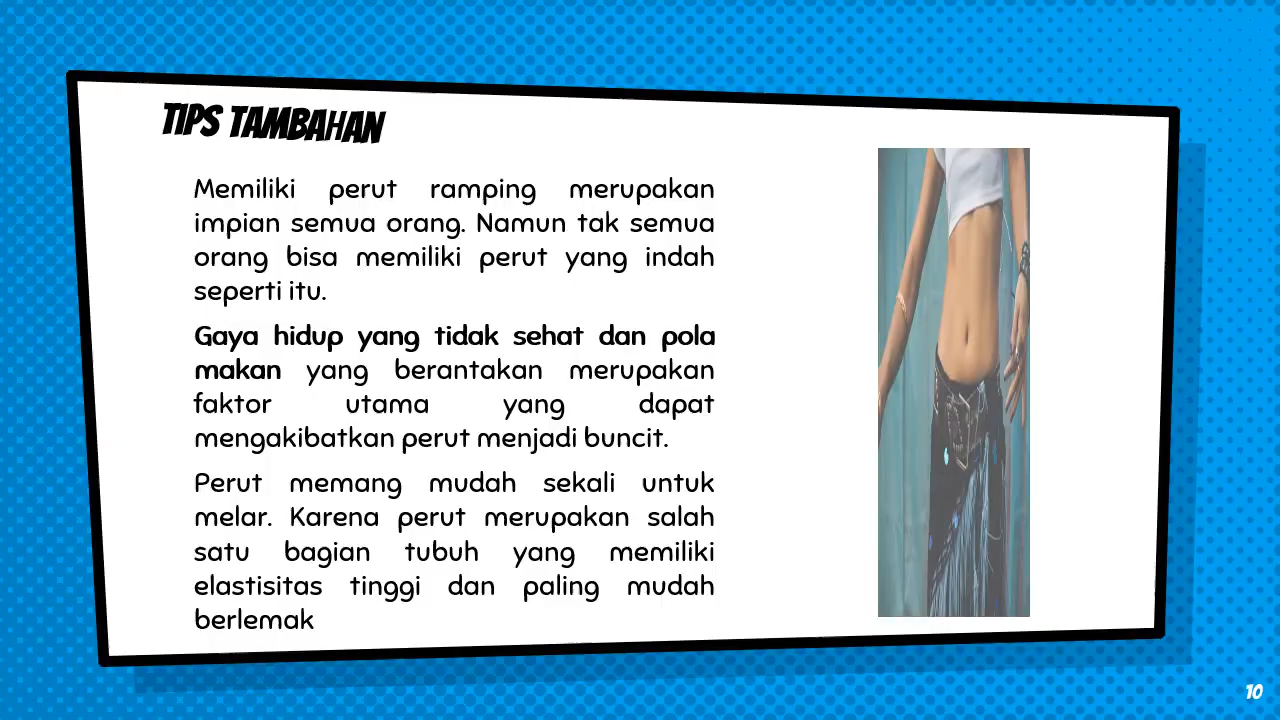 TIPS TAMBAHAN
Memiliki perut ramping merupakan
impian semua orang. Namun tak semua
orang bisa memiliki perut yang indah
seperti itu.
Gaya hidup yang tidak sehat dan pola
makan yang berantakan merupakan
faktor utama yang dapat
mengakibatkan perut menjadi buncit.
Perut memang mudah sekali untuk
melar. Karena perut merupakan salah
satu bagian tubuh yang memiliki
elastisitas tinggi dan paling mudah
berlemak
10